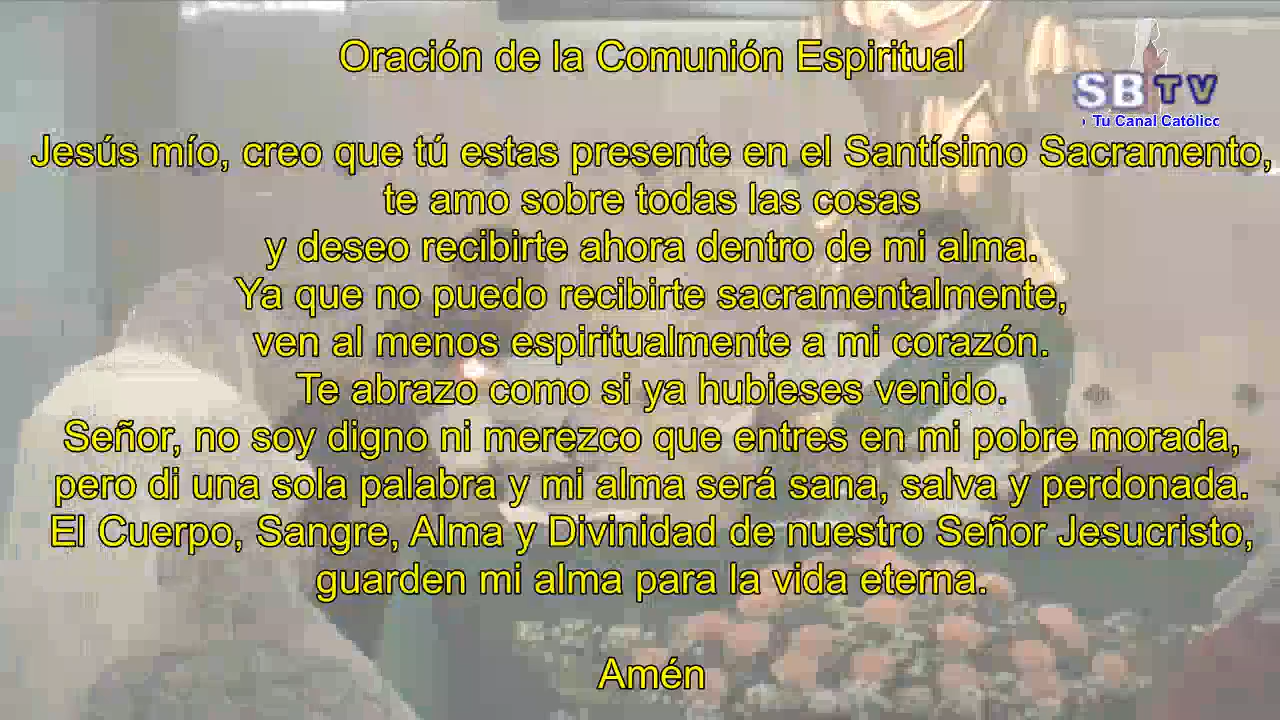 Oración de la Comunión Espiritual
SBTV
Tu Canal Católico
Jesús mío, creo que tú estas presente en el Santísimo Sacramento,
te amo sobre todas las cosas
y deseo recibirte ahora dentro de mi alma.
Ya que no puedo recibirte sacramentalmente,
ven al menos espiritualmente a mi corazón.
Te abrazo como si ya hubieses venido.
Señor, no soy digno ni merezco que entres en mi pobre morada,
pero di una sola palabra y mi alma será sana, salva y perdonada.
El Cuerpo, Sangre, Alma y Divinidad de nuestro Señor Jesucristo,
guarden mi alma para la vida eterna.
Amén